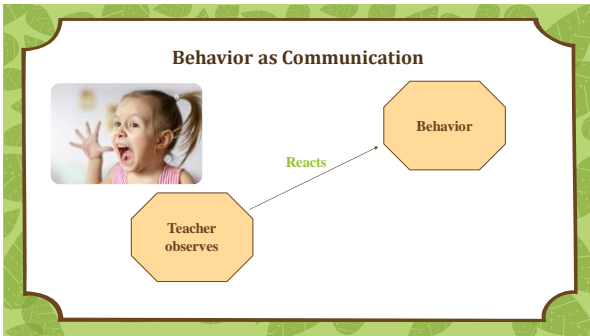 Behavior as Communication
Behavior
Reacts
Teacher
observes